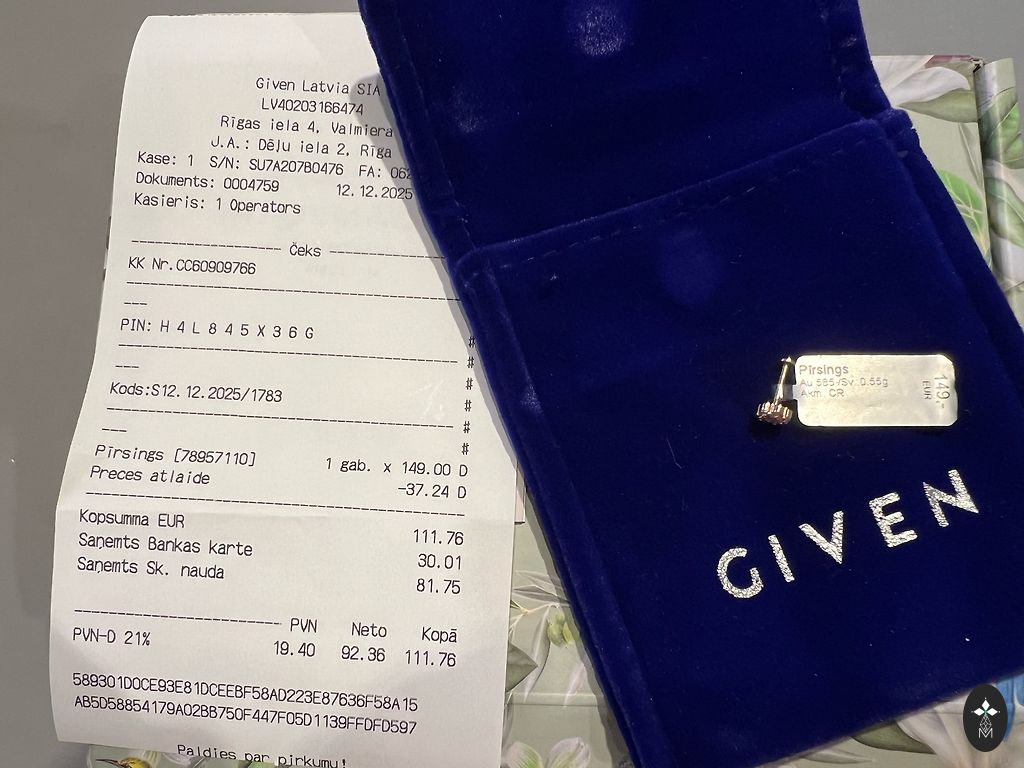 Given Latvia SIA
LV40203166474
Rīgas iela 4, Valmiera
J.A.: Dēļu iela 2, Rīga
Kase: 1 S/N: SU7A20780476 FA: 062
Dokuments: 0004759 12.12.2025
Kasieris: 1 Operators
-------------------- Čeks --------------------
KK Nr.CC60909766
---
PIN: H 4 L 8 4 5 X 3 6 G #
#
--- #
Kods:S12.12.2025/1783 #
#
--- #
Pīrsings [78957110] 1 gab. x 149.00 D
Preces atlaide -37.24 D
Kopsumma EUR 111.76
Saņemts Bankas karte 30.01
Saņemts Sk. nauda 81.75
---------------------------- PVN Neto Kopā
PVN-D 21% 19.40 92.36 111.76
589301D0CE93E81DCEEBF58AD223E87636F58A15
AB5D58854179A02BB750F447F05D1139FFDFD597
Paldies par pirkumu!
Pīrsings
Au 585 /Sv. 0.55g
Akm. CR
149.-
EUR
GIVEN
M